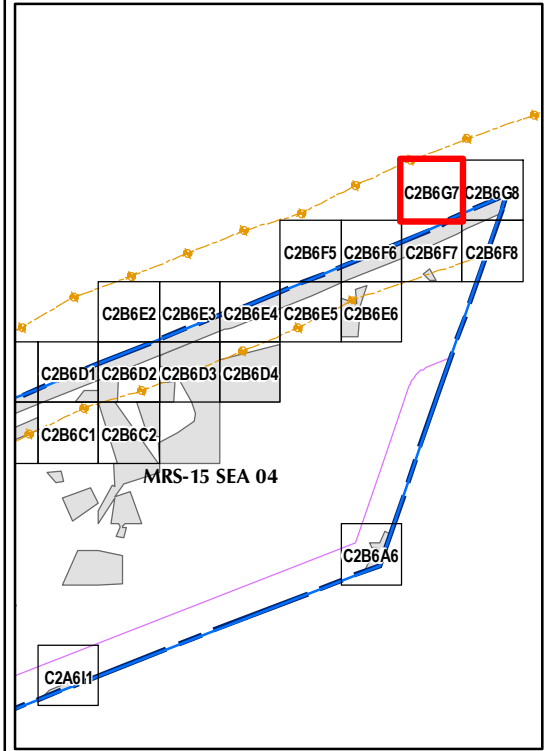 C2B6G7 C2B6G8
C2B6F5 C2B6F6 C2B6F7 C2B6F8
C2B6E2 C2B6E3 C2B6E4 C2B6E5 C2B6E6
C2B6D1 C2B6D2 C2B6D3 C2B6D4
C2B6C1 C2B6C2
MRS-15 SEA 04
C2B6A6
C2A6I1